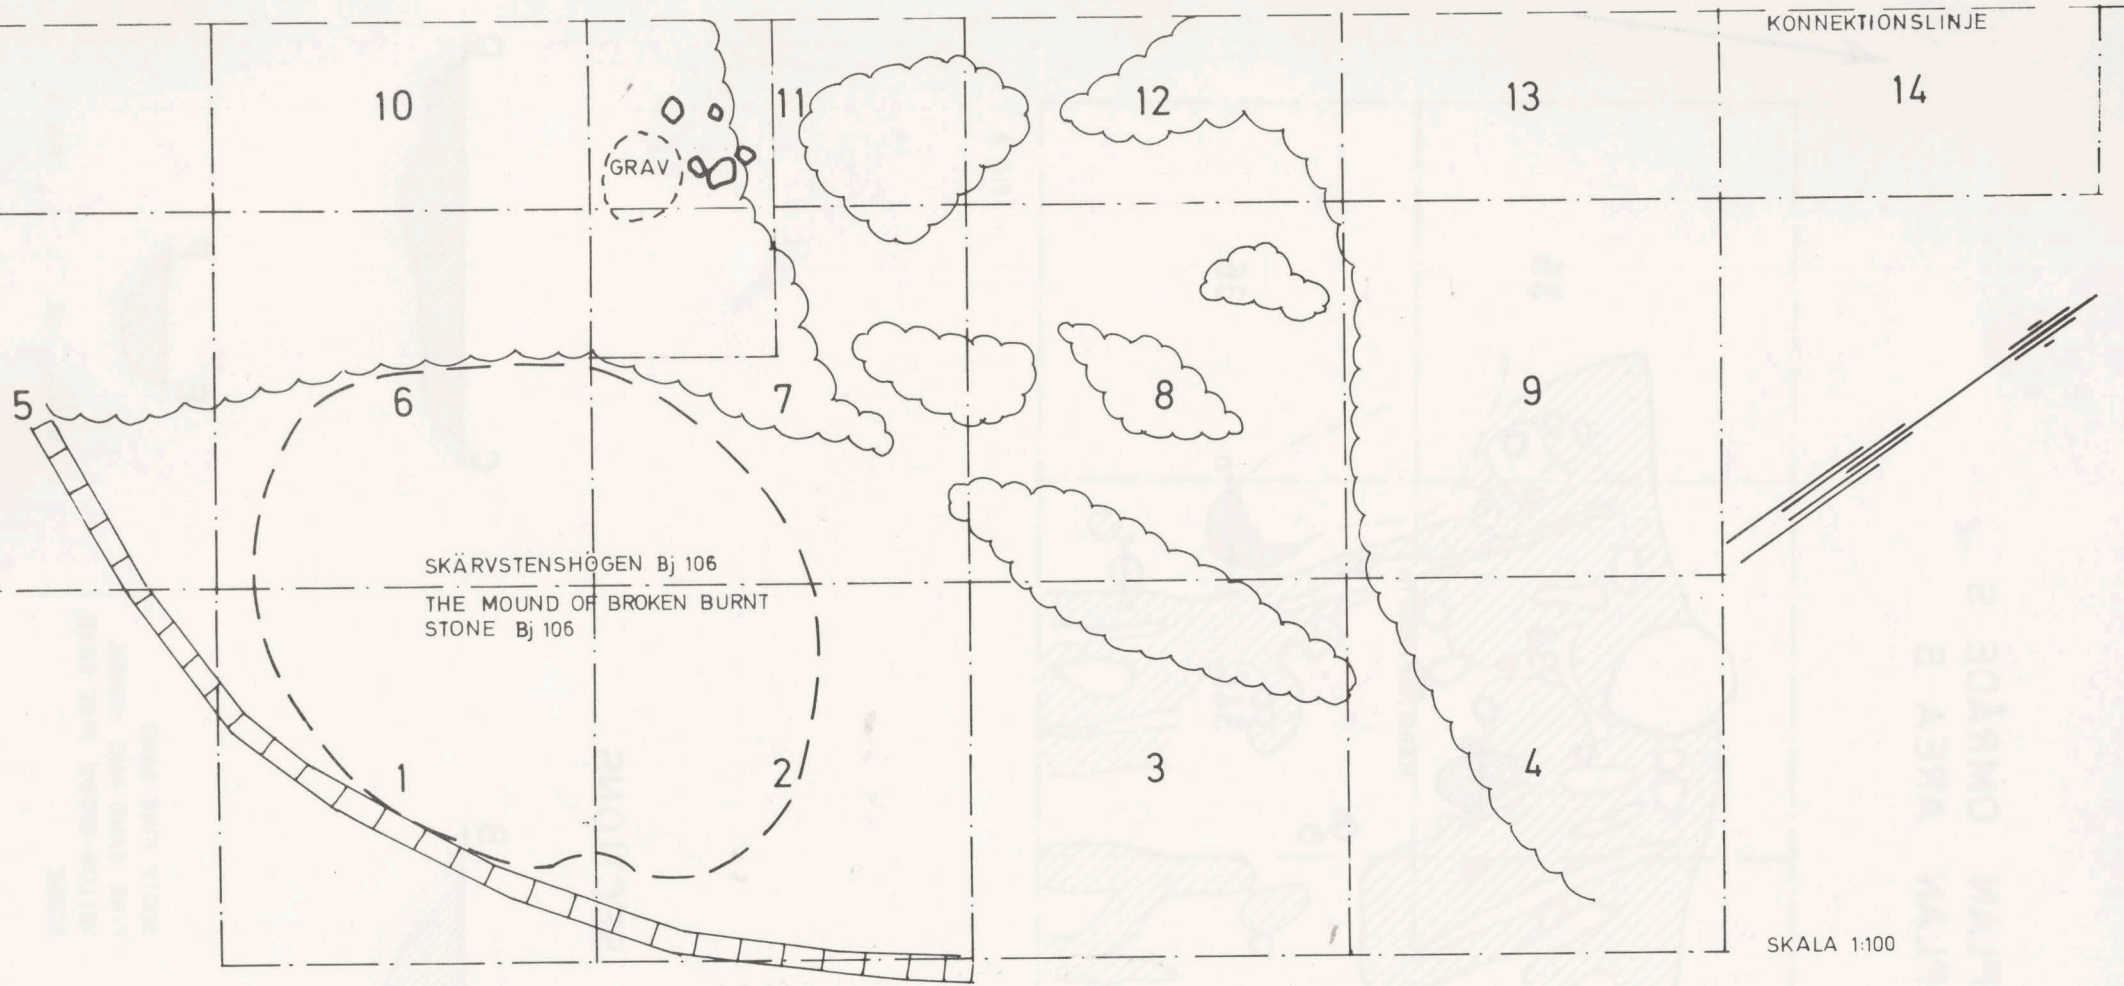 KONNEKTIONSLINJE
10
11
12
13
14
GRAV
5
6
7
8
9
SKÄRVSTENSHÖGEN Bj 106
THE MOUND OF BROKEN BURNT
STONE Bj 106
1
2
3
4
SKALA 1:100